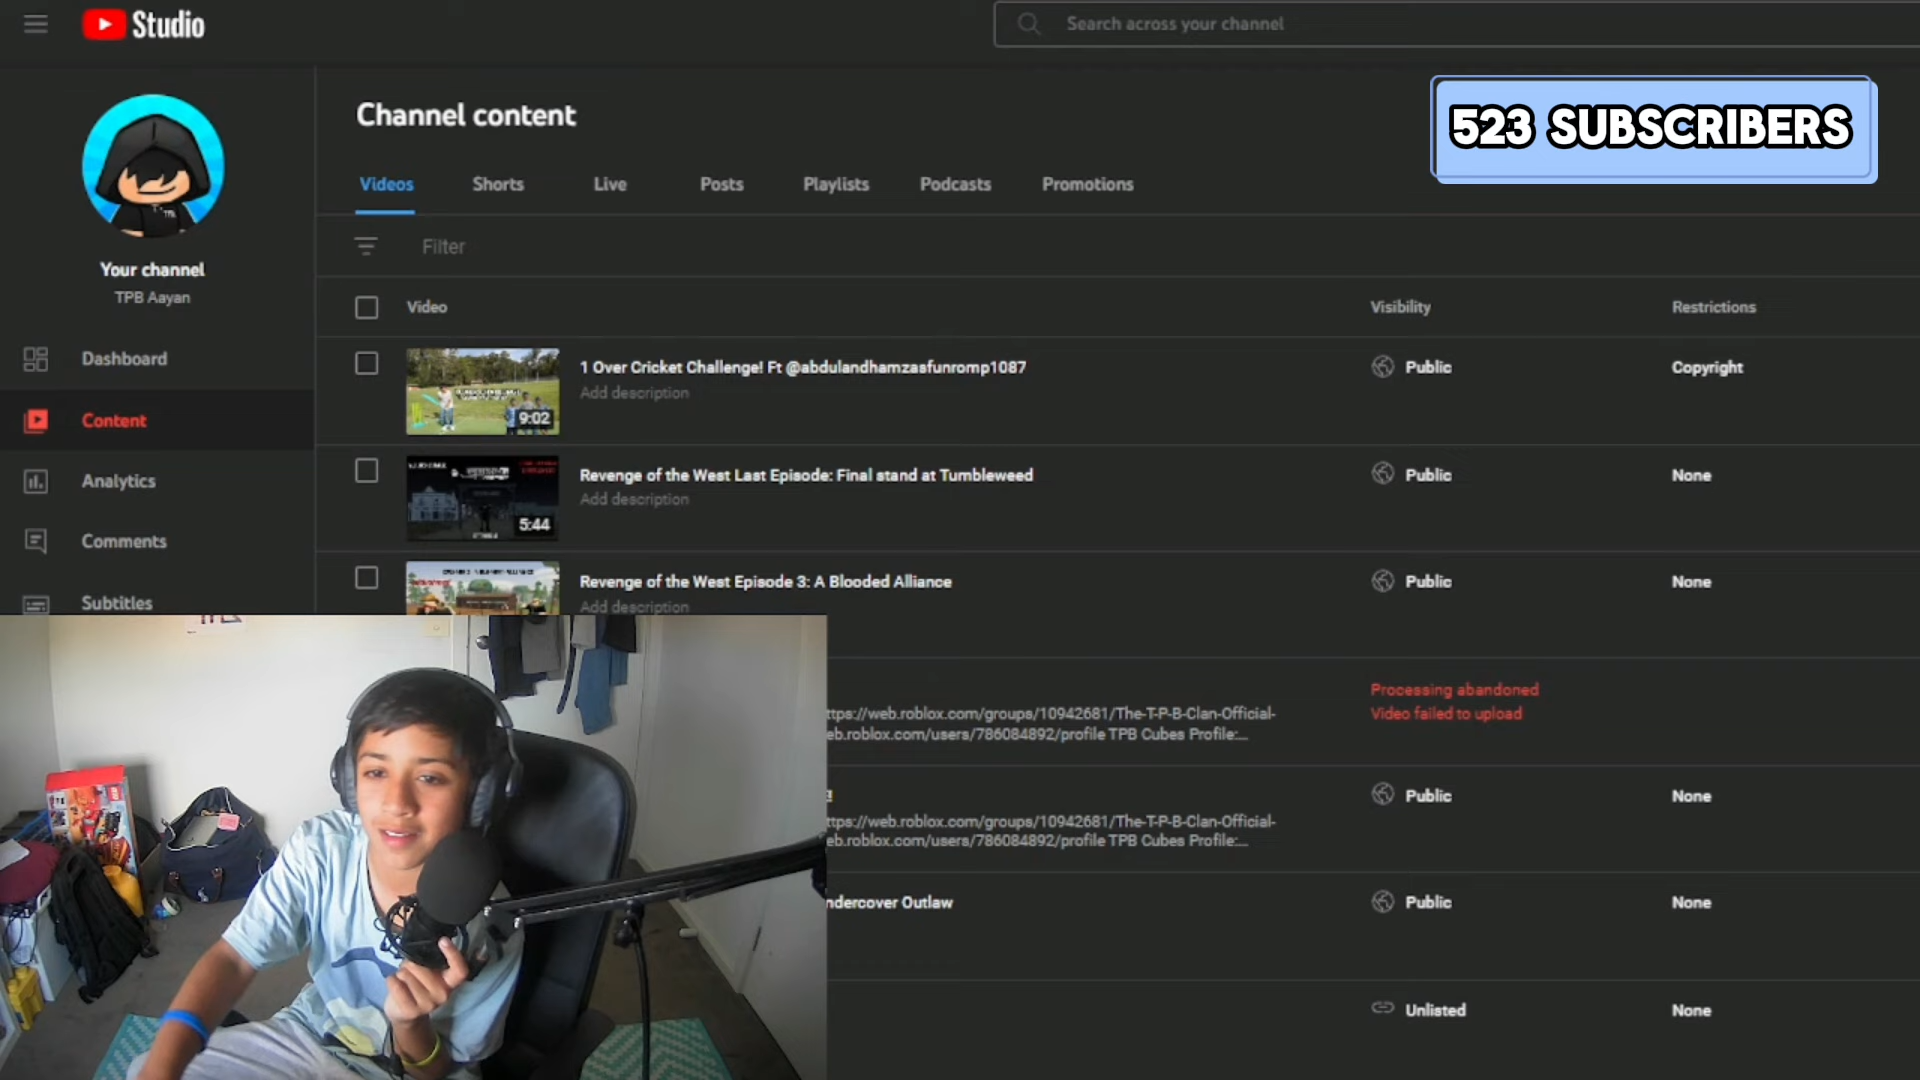 Studio
Search across your channel
523 SUBSCRIBERS
Channel content
Videos
Shorts
Live
Posts
Playlists
Podcasts
Promotions
Filter
Your channel
TPB Aayan
Dashboard
Content
Analytics
Comments
Subtitles
Video
Visibility
Restrictions
9:02
1 Over Cricket Challenge! Ft @abdulandhamzasfunromp1087
Add description
Public
Copyright
5:44
Revenge of the West Last Episode: Final stand at Tumbleweed
Add description
Public
None
Revenge of the West Episode 3: A Blooded Alliance
Add description
Public
None
ttps://web.roblox.com/groups/10942681/The-T-P-B-Clan-Official-
eb.roblox.com/users/786084892/profile TPB Cubes Profile:...
Processing abandoned
Video failed to upload
ttps://web.roblox.com/groups/10942681/The-T-P-B-Clan-Official-
eb.roblox.com/users/786084892/profile TPB Cubes Profile:...
Public
None
ndercover Outlaw
Public
None
Unlisted
None